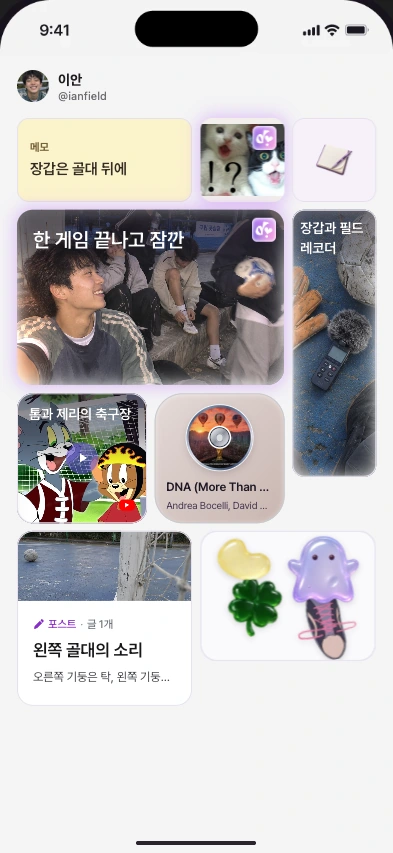 9:41
이안
@ianfield
메모
장갑은 골대 뒤에
!?
한 게임 끝나고 잠깐
장갑과 필드
레코더
톰과 제리의 축구장
DNA (More Than ...
Andrea Bocelli, David ...
포스트 · 글 1개
왼쪽 골대의 소리
오른쪽 기둥은 탁, 왼쪽 기둥...